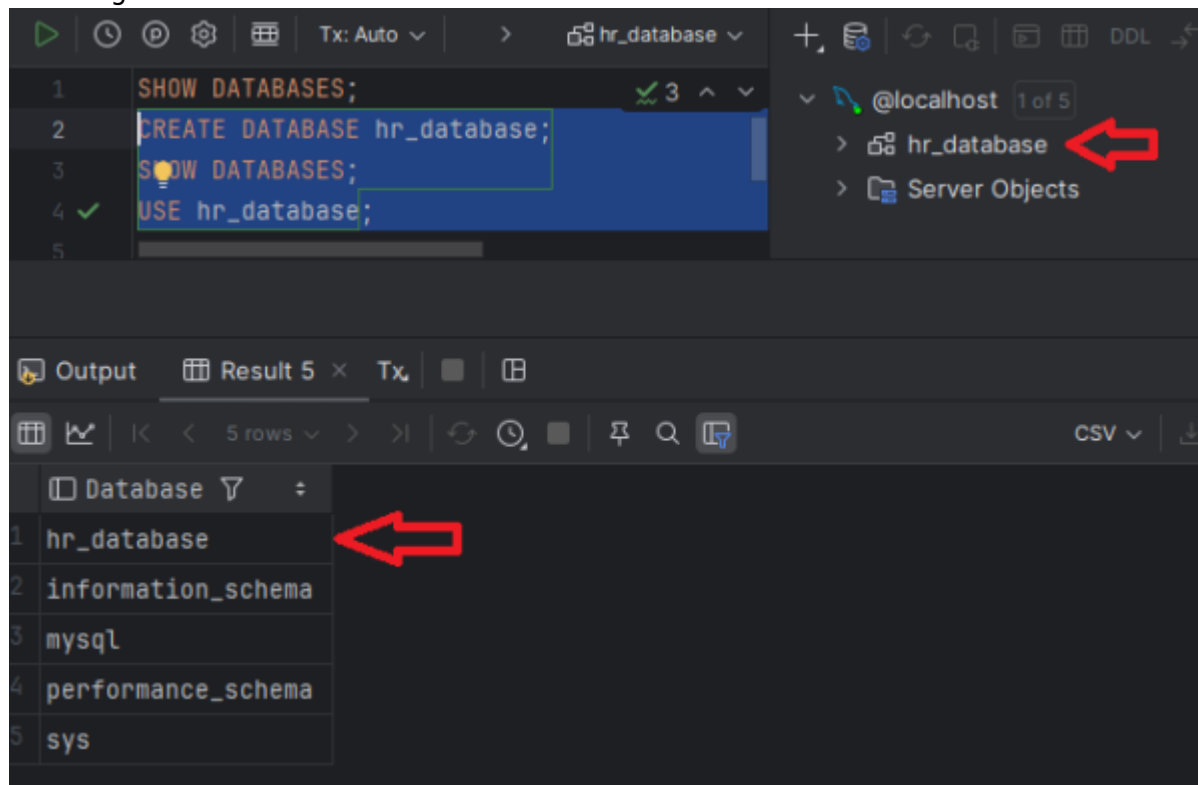 Tx: Auto
hr_database
DDL
1 SHOW DATABASES;
3
2 CREATE DATABASE hr_database;
3 SHOW DATABASES;
4 USE hr_database;
5
@localhost 1 of 5
hr_database
Server Objects
Output
Result 5
Tx
5 rows
CSV
Database
1 hr_database
2 information_schema
3 mysql
4 performance_schema
5 sys